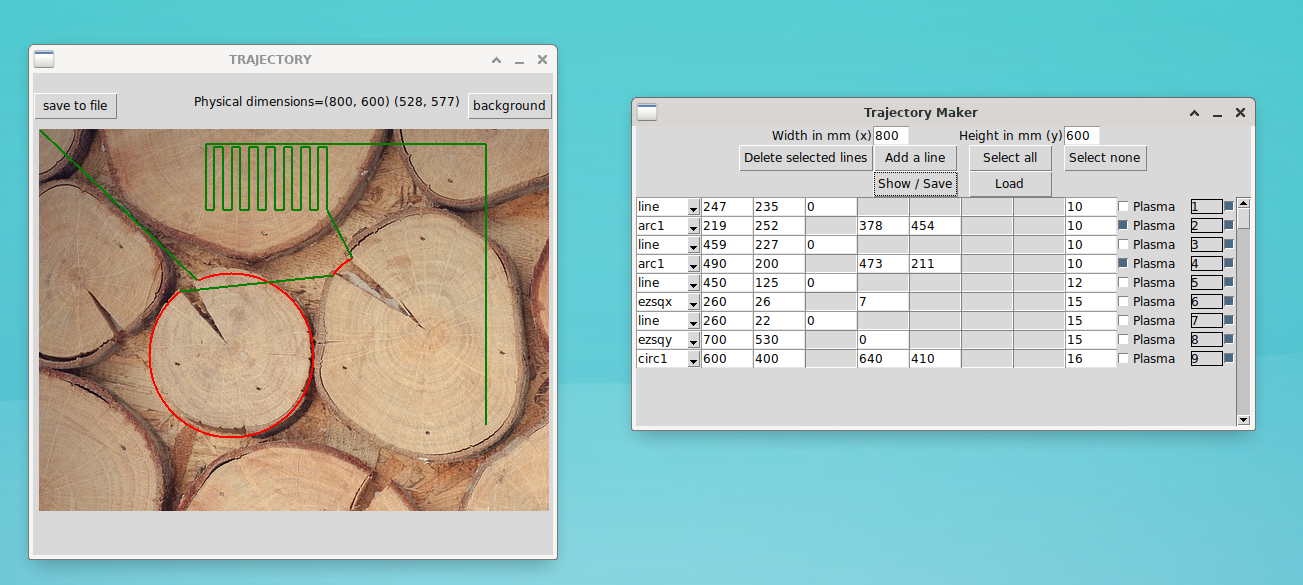 TRAJECTORY
save to file
Physical dimensions=(800, 600) (528, 577)
background
Trajectory Maker
Width in mm (x) 800 Height in mm (y) 600
Delete selected lines Add a line Select all Select none
Show / Save Load
line 247 235 0 10 Plasma 1
arc1 219 252 378 454 10 Plasma 2
line 459 227 0 10 Plasma 3
arc1 490 200 473 211 10 Plasma 4
line 450 125 0 12 Plasma 5
ezsqx 260 26 7 15 Plasma 6
line 260 22 0 15 Plasma 7
ezsqy 700 530 0 15 Plasma 8
circ1 600 400 640 410 16 Plasma 9